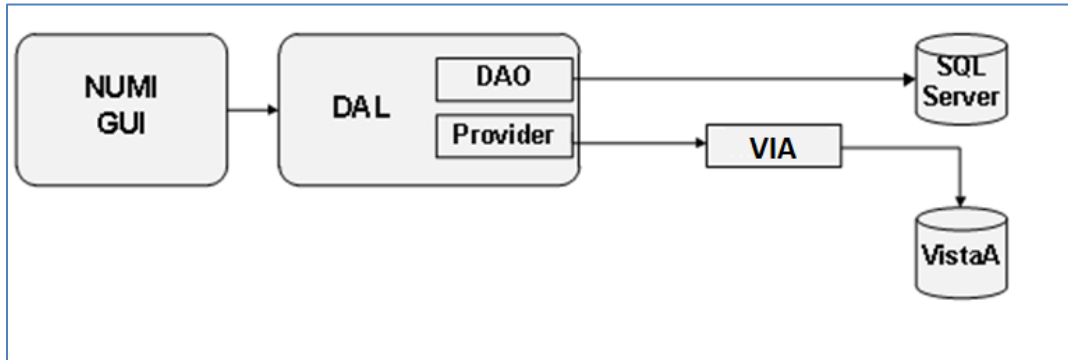 NUMI
GUI
DAL
DAO
Provider
VIA
SQL
Server
VistaA